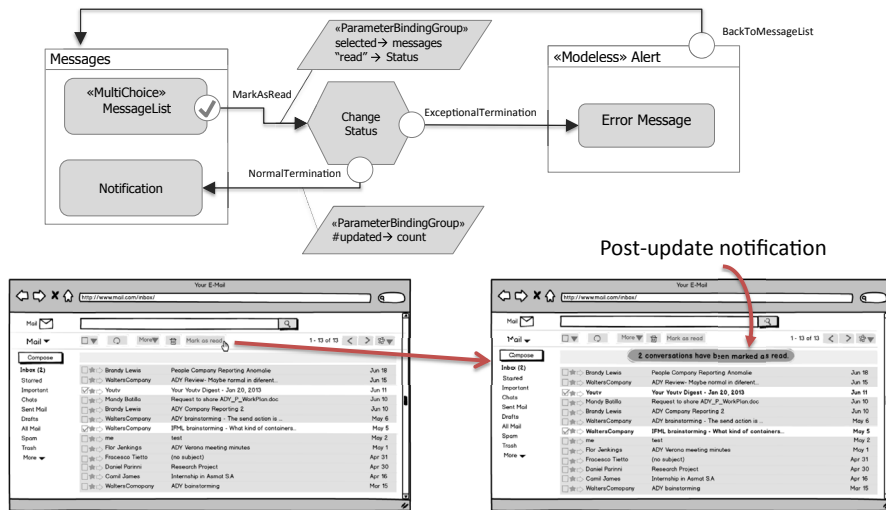 BackToMessageList
«ParameterBindingGroup»
selected→ messages
“read” → Status
Messages
«Modeless» Alert
«MultiChoice»
MessageList
MarkAsRead
Change
Status
ExceptionalTermination
Error Message
NormalTermination
Notification
«ParameterBindingGroup»
#updated→ count
Post-update notification
Your E-Mail
http://www.mail.com/inbox/
Mail
Mail
More
Mark as read
1 - 13 of 13
Compose
Inbox (3)
Starred
Important
Chats
Sent Mail
Drafts
All Mail
Spam
Trash
More
Brandy Lewis People Company Reporting Anomalie Jun 18
WaltersCompany ADY Review- Maybe normal in diferent.. Jun 15
Youtv Your Youtv Digest - Jan 20, 2013 Jun 11
Mandy Batillo Request to share ADY_P_WorkPlan.doc Jun 10
Brandy Lewis ADY Company Reporting 2 Jun 10
WaltersCompany ADY brainstorming - The send action is ... May 6
WaltersCompany IFML brainstorming - What kind of containers.. May 5
me test May 2
Flor Jenkings ADY Verona meeting minutes May 1
Fracesco Tietto (no subject) Apr 31
Daniel Parinni Research Project Apr 30
Camil James Internship in Asmat S.A Apr 16
WaltersCompany ADY bainstorming Mar 15
Your E-Mail
http://www.mail.com/inbox/
Mail
Mail
More
Mark as read
1 - 13 of 13
Compose
2 conversations have been marked as read.
Inbox (1)
Starred
Important
Chats
Sent Mail
Drafts
All Mail
Spam
Trash
More
Brandy Lewis People Company Reporting Anomalie Jun 18
WaltersCompany ADY Review- Maybe normal in diferent.. Jun 15
Youtv Your Youtv Digest - Jan 20, 2013 Jun 11
Mandy Batillo Request to share ADY_P_WorkPlan.doc Jun 10
Brandy Lewis ADY Company Reporting 2 Jun 10
WaltersCompany ADY brainstorming - The send action is ... May 6
WaltersCompany IFML brainstorming - What kind of containers.. May 5
me test May 2
Flor Jenkings ADY Verona meeting minutes May 1
Fracesco Tietto (no subject) Apr 31
Daniel Parinni Research Project Apr 30
Camil James Internship in Asmat S.A Apr 16
WaltersCompany ADY bainstorming Mar 15